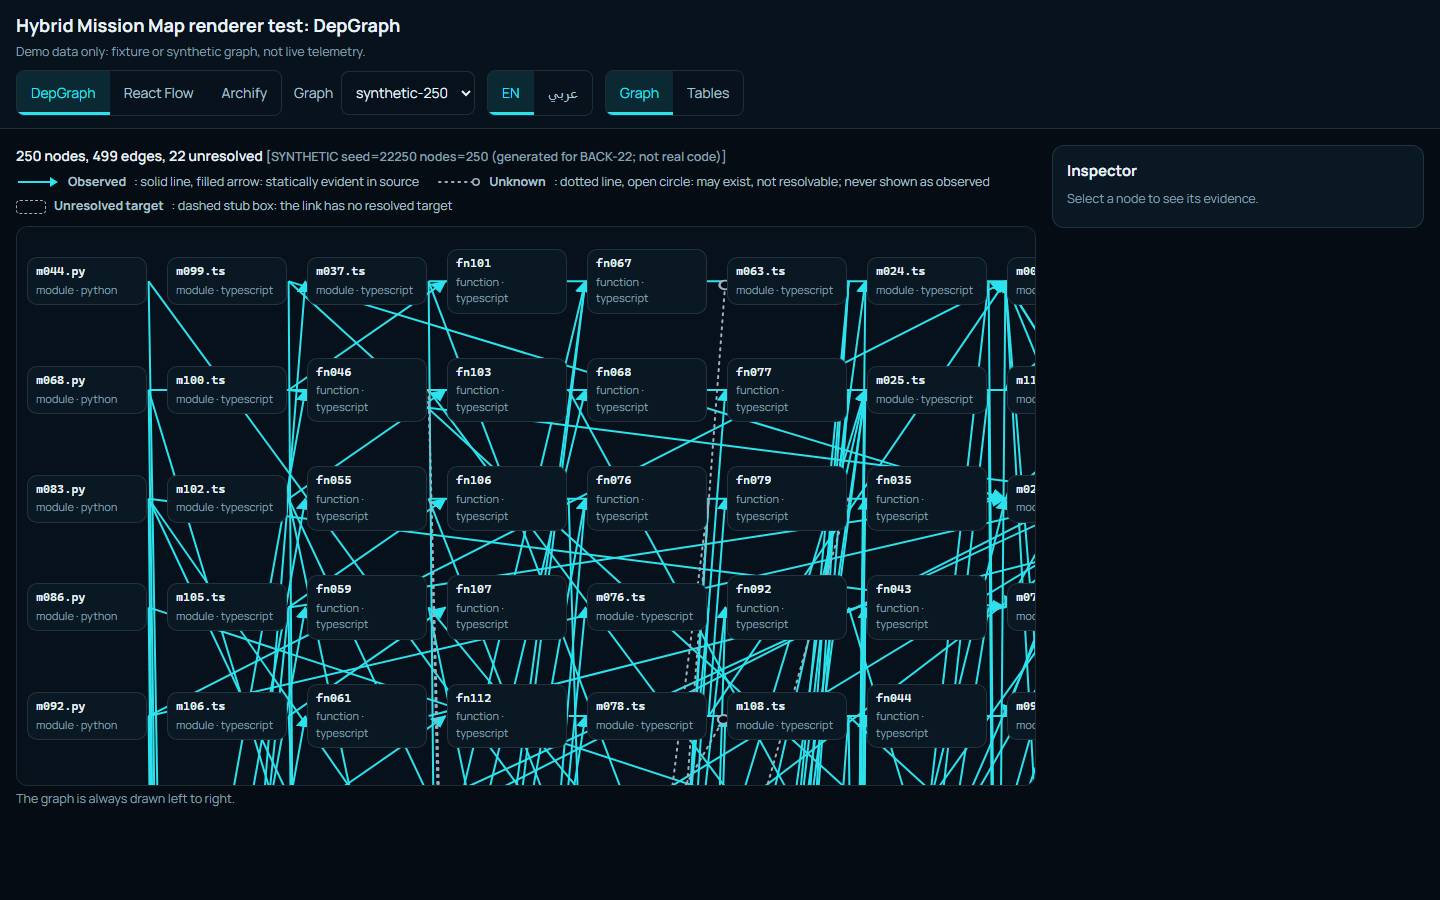 Hybrid Mission Map renderer test: DepGraph
Demo data only: fixture or synthetic graph, not live telemetry.
DepGraph React Flow Archify Graph synthetic-250 EN عربي Graph Tables
250 nodes, 499 edges, 22 unresolved [SYNTHETIC seed=22250 nodes=250 (generated for BACK-22; not real code)]
Observed : solid line, filled arrow: statically evident in source Unknown : dotted line, open circle: may exist, not resolvable; never shown as observed
Unresolved target : dashed stub box: the link has no resolved target
Inspector
Select a node to see its evidence.
m044.py
module · python
m099.ts
module · typescript
m037.ts
module · typescript
fn101
function ·
typescript
fn067
function ·
typescript
m063.ts
module · typescript
m024.ts
module · typescript
m068.py
module · python
m100.ts
module · typescript
fn046
function ·
typescript
fn103
function ·
typescript
fn068
function ·
typescript
fn077
function ·
typescript
m025.ts
module · typescript
m083.py
module · python
m102.ts
module · typescript
fn055
function ·
typescript
fn106
function ·
typescript
fn076
function ·
typescript
fn079
function ·
typescript
fn035
function ·
typescript
m086.py
module · python
m105.ts
module · typescript
fn059
function ·
typescript
fn107
function ·
typescript
m076.ts
module · typescript
fn092
function ·
typescript
fn043
function ·
typescript
m092.py
module · python
m106.ts
module · typescript
fn061
function ·
typescript
fn112
function ·
typescript
m078.ts
module · typescript
m108.ts
module · typescript
fn044
function ·
typescript
The graph is always drawn left to right.